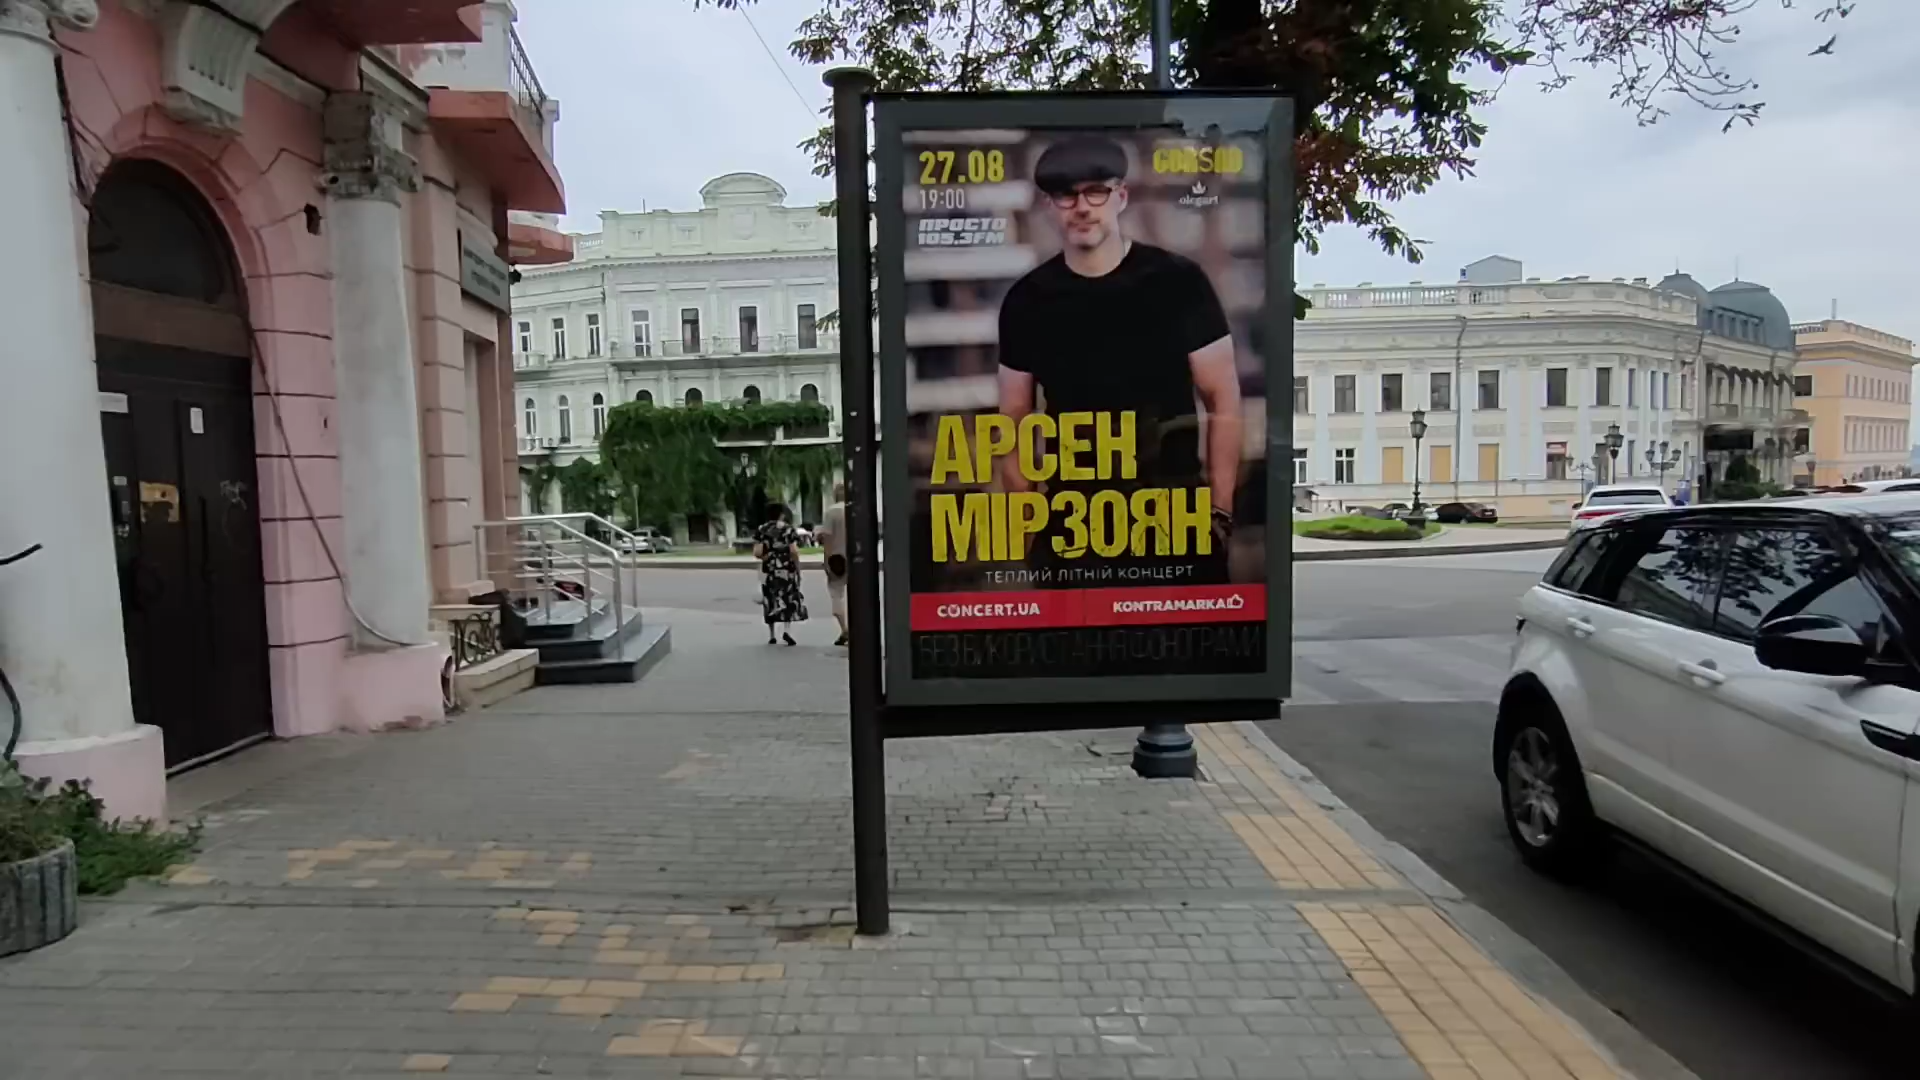 27.08
19:00
ПРОСТО
105.3FM
GORSAD
olegart
АРСЕН
МІРЗОЯН
ТЕПЛИЙ ЛІТНІЙ КОНЦЕРТ
CONCERT.UA
KONTRAMARKA
БЕЗ ВИКОРИСТАННЯ ФОНОГРАМИ